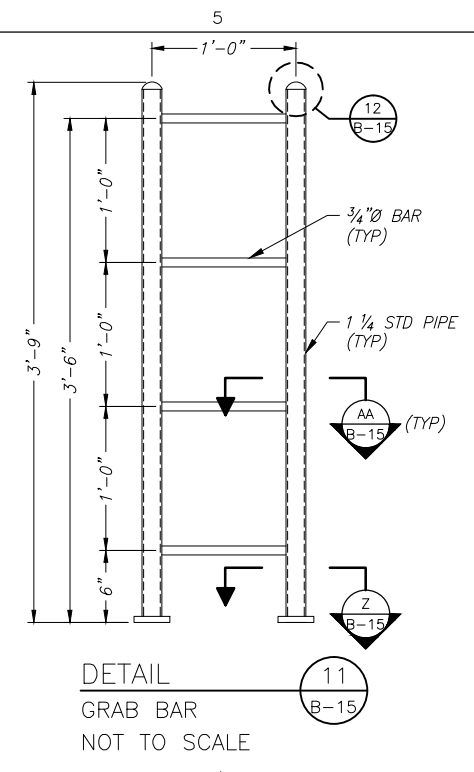 5
1'-0"
12
B-15
3/4"Ø BAR
(TYP)
1'-0"
1'-0"
1 1/4 STD PIPE
(TYP)
3'-9"
3'-6"
AA
B-15
(TYP)
1'-0"
6"
Z
B-15
DETAIL
11
B-15
GRAB BAR
NOT TO SCALE